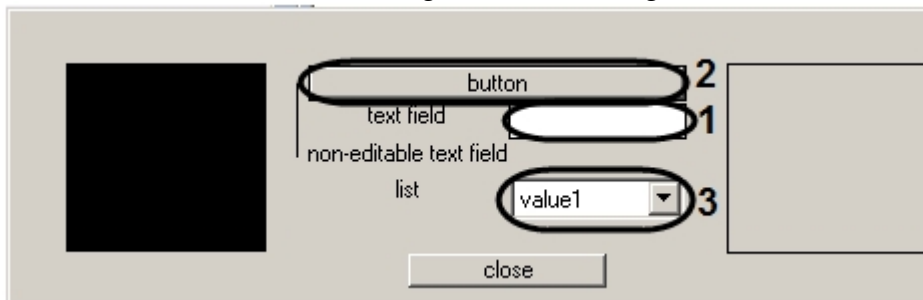 button
2
text field
1
non-editable text field
list
value1
3
close